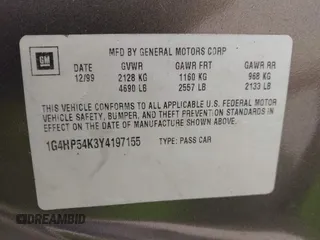 GM
MFD BY GENERAL MOTORS CORP
DATE GVWR GAWR FRT GAWR RR
12/99 2128 KG 1160 KG 968 KG
4690 LB 2557 LB 2133 LB
THIS VEHICLE CONFORMS TO ALL APPLICABLE U.S. FEDERAL MOTOR
VEHICLE SAFETY, BUMPER, AND THEFT PREVENTION STANDARDS IN
EFFECT ON THE DATE OF MANUFACTURE SHOWN ABOVE.
1G4HP54K3Y4197155 TYPE: PASS CAR
DREAMBID